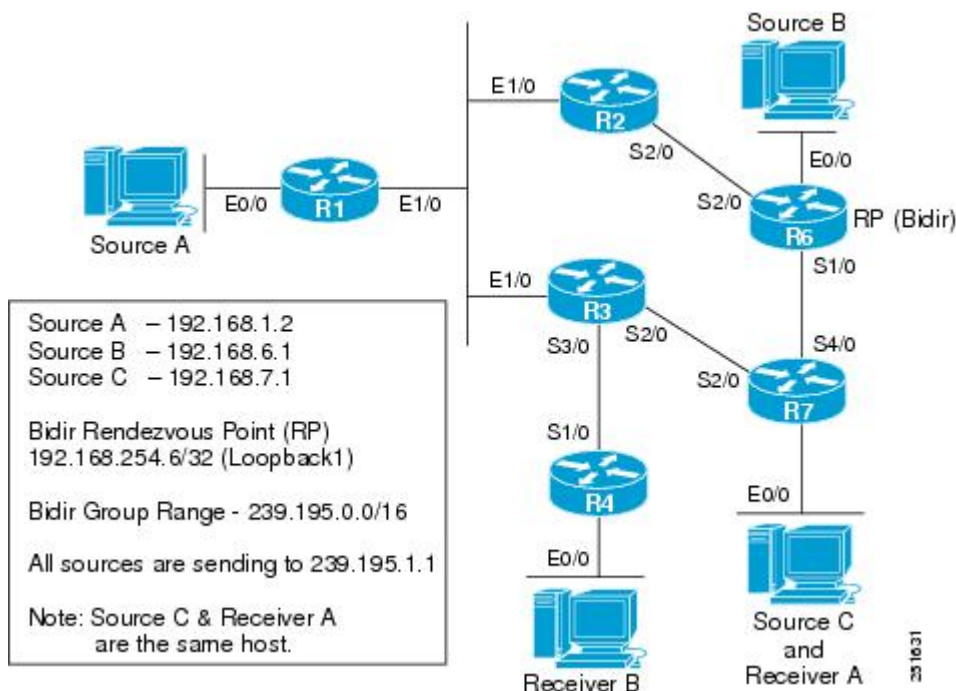 Source B
E1/0
R2
S2/0
E0/0
S2/0
R6
RP (Bidir)
E0/0
R1
E1/0
Source A
S1/0
E1/0
R3
S3/0
S2/0
S4/0
S2/0
R7
S1/0
R4
E0/0
E0/0
Source A – 192.168.1.2
Source B – 192.168.6.1
Source C – 192.168.7.1
Bidir Rendezvous Point (RP)
192.168.254.6/32 (Loopback1)
Bidir Group Range - 239.195.0.0/16
All sources are sending to 239.195.1.1
Note: Source C & Receiver A
are the same host.
Receiver B
Source C
and
Receiver A
251631